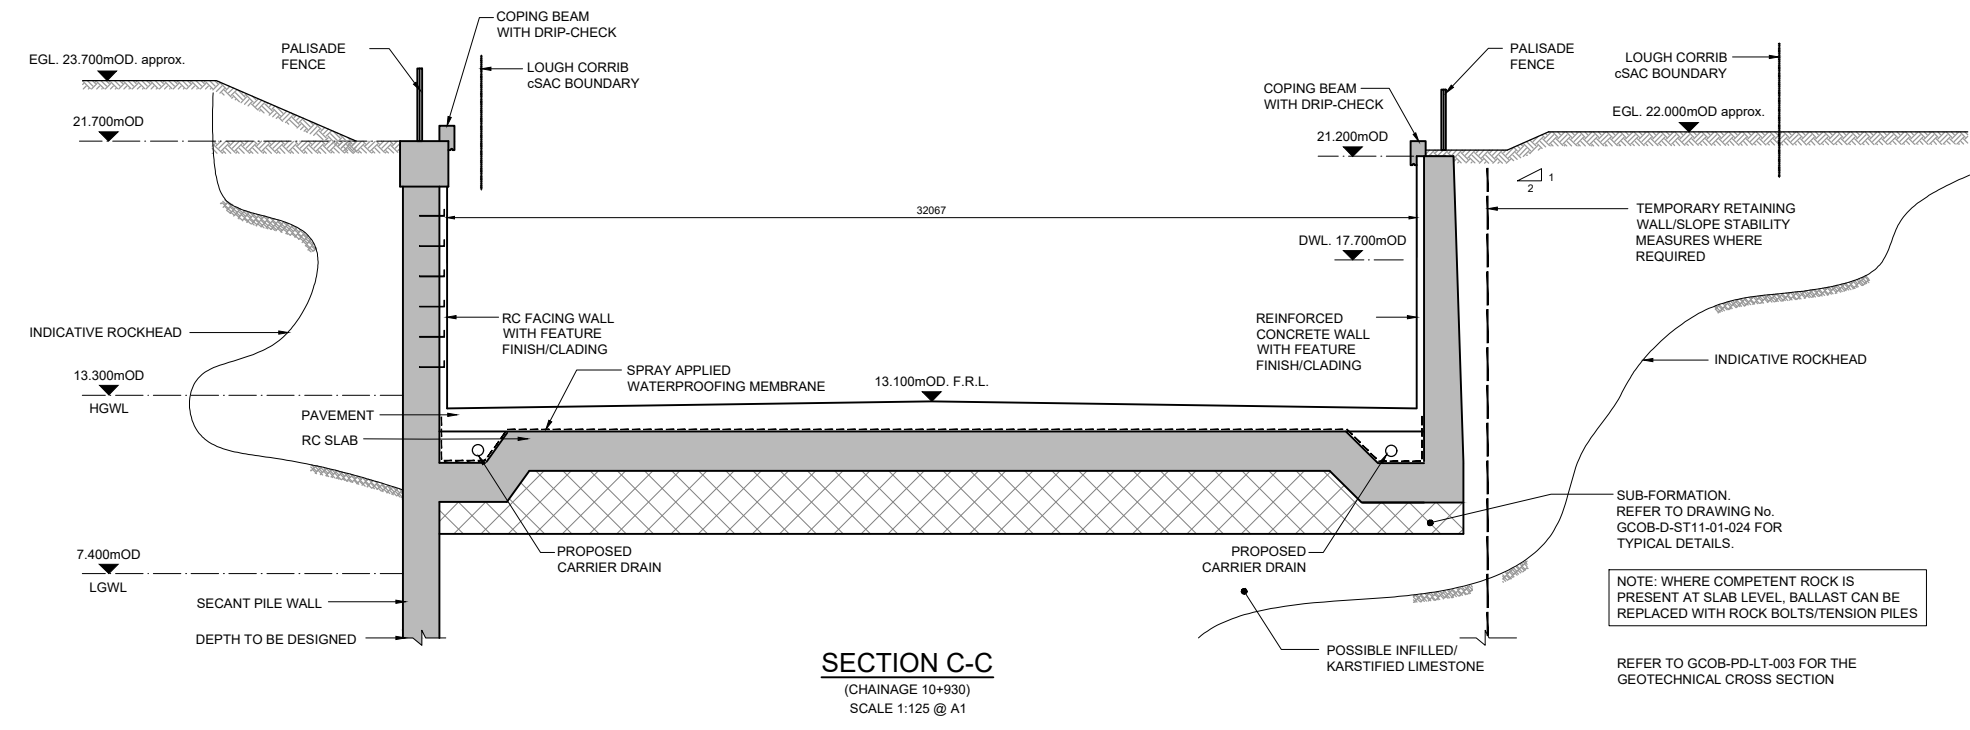 COPING BEAM
WITH DRIP-CHECK
PALISADE
FENCE
EGL. 23.700mOD. approx.
LOUGH CORRIB
cSAC BOUNDARY
21.700mOD
PALISADE
FENCE
LOUGH CORRIB
cSAC BOUNDARY
COPING BEAM
WITH DRIP-CHECK
EGL. 22.000mOD approx.
21.200mOD
1
2
32067
TEMPORARY RETAINING
WALL/SLOPE STABILITY
MEASURES WHERE
REQUIRED
DWL. 17.700mOD
INDICATIVE ROCKHEAD
RC FACING WALL
WITH FEATURE
FINISH/CLADING
REINFORCED
CONCRETE WALL
WITH FEATURE
FINISH/CLADING
INDICATIVE ROCKHEAD
SPRAY APPLIED
WATERPROOFING MEMBRANE
13.100mOD. F.R.L.
13.300mOD
HGWL
PAVEMENT
RC SLAB
SUB-FORMATION.
REFER TO DRAWING No.
GCOB-D-ST11-01-024 FOR
TYPICAL DETAILS.
7.400mOD
LGWL
PROPOSED
CARRIER DRAIN
PROPOSED
CARRIER DRAIN
SECANT PILE WALL
DEPTH TO BE DESIGNED
NOTE: WHERE COMPETENT ROCK IS
PRESENT AT SLAB LEVEL, BALLAST CAN BE
REPLACED WITH ROCK BOLTS/TENSION PILES
POSSIBLE INFILLED/
KARSTIFIED LIMESTONE
REFER TO GCOB-PD-LT-003 FOR THE
GEOTECHNICAL CROSS SECTION
SECTION C-C
(CHAINAGE 10+930)
SCALE 1:125 @ A1